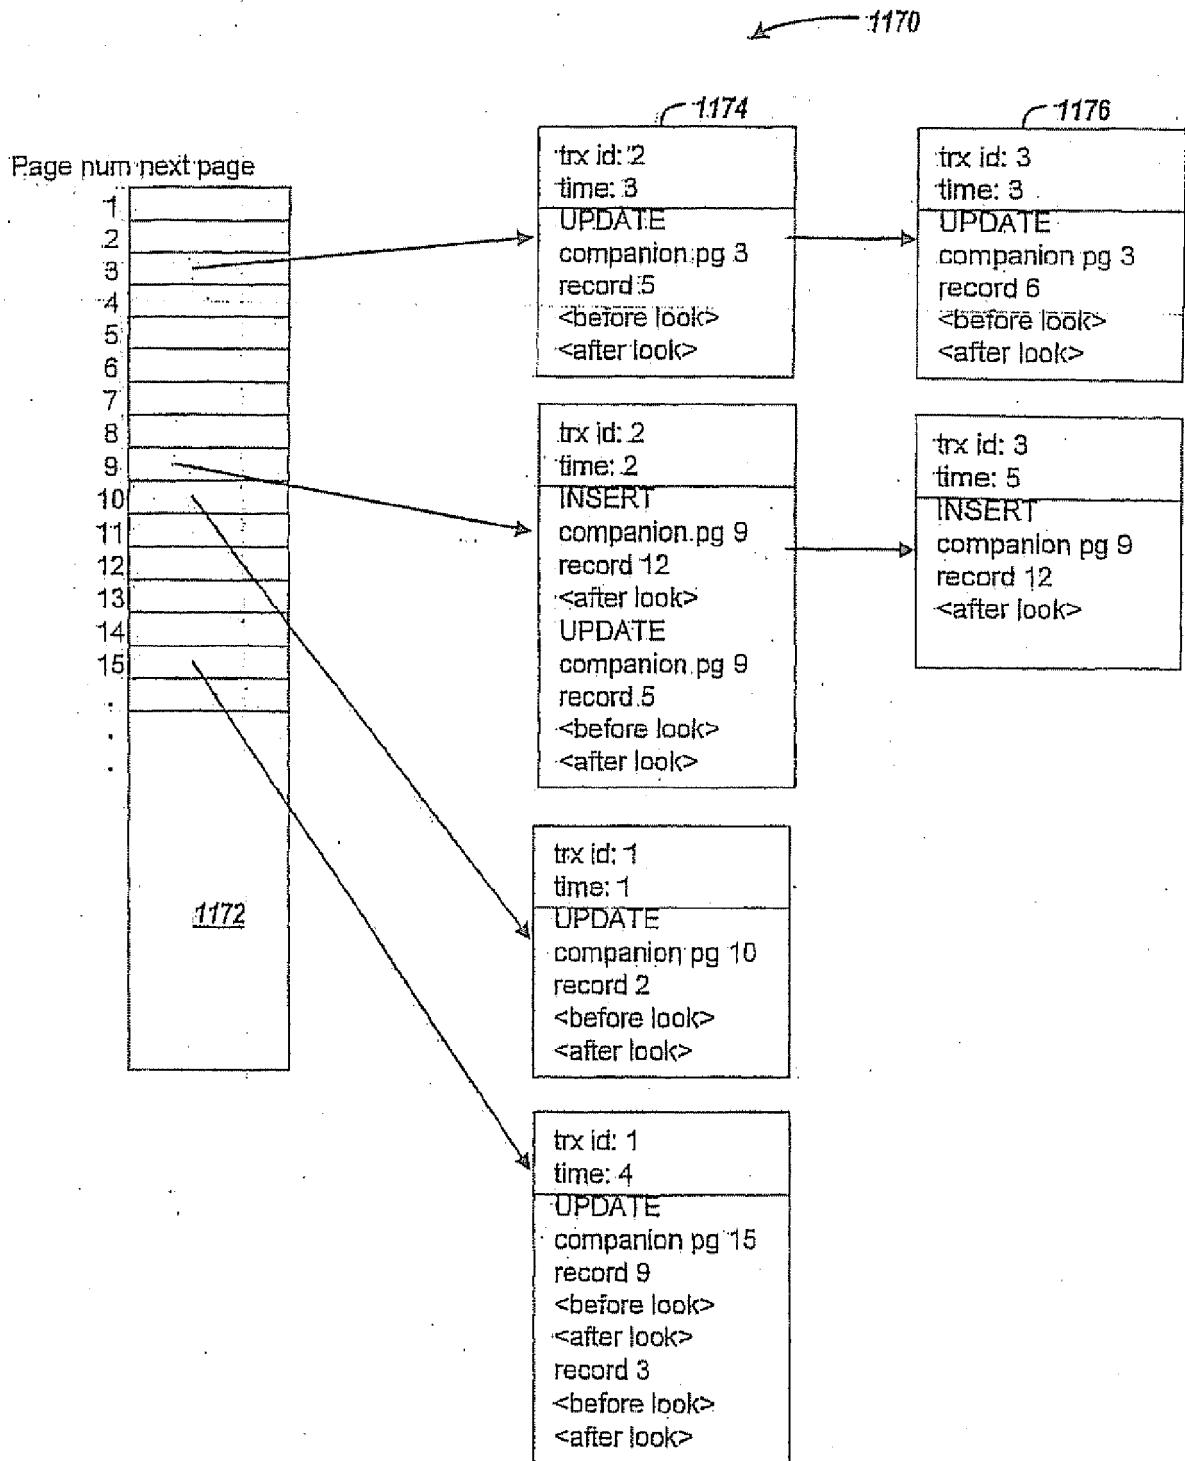 1170
1174
1176
Page num next page
1
2
3
4
5
6
7
8
9
10
11
12
13
14
15
.
.
.
1172
trx id: 2
time: 3
UPDATE
companion pg 3
record 5
<before look>
<after look>
trx id: 3
time: 3
UPDATE
companion pg 3
record 6
<before look>
<after look>
trx id: 2
time: 2
INSERT
companion pg 9
record 12
<after look>
UPDATE
companion pg 9
record 5
<before look>
<after look>
trx id: 3
time: 5
INSERT
companion pg 9
record 12
<after look>
trx id: 1
time: 1
UPDATE
companion pg 10
record 2
<before look>
<after look>
trx id: 1
time: 4
UPDATE
companion pg 15
record 9
<before look>
<after look>
record 3
<before look>
<after look>